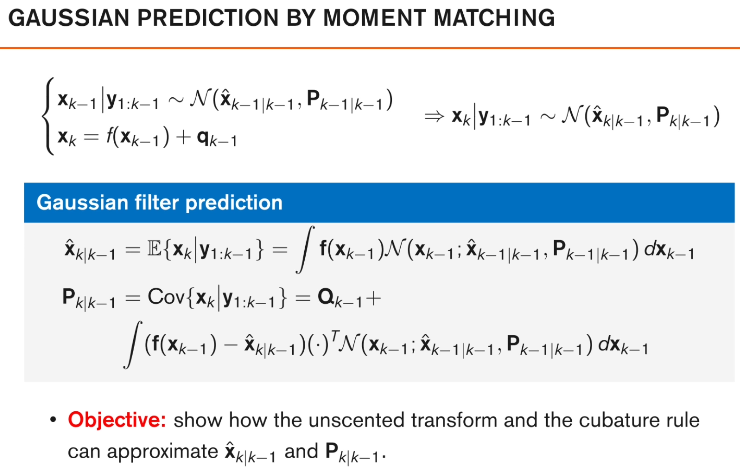 GAUSSIAN PREDICTION BY MOMENT MATCHING
{ x_{k−1}|y_{1:k−1} ∼ 𝒩(x̂_{k−1|k−1}, P_{k−1|k−1})
x_k = f(x_{k−1}) + q_{k−1}
⇒ x_k|y_{1:k−1} ∼ 𝒩(x̂_{k|k−1}, P_{k|k−1})
Gaussian filter prediction
x̂_{k|k−1} = 𝔼{x_k|y_{1:k−1}} = ∫ f(x_{k−1})𝒩(x_{k−1}; x̂_{k−1|k−1}, P_{k−1|k−1}) dx_{k−1}
P_{k|k−1} = Cov{x_k|y_{1:k−1}} = Q_{k−1}+
∫ (f(x_{k−1}) − x̂_{k|k−1})(·)^T 𝒩(x_{k−1}; x̂_{k−1|k−1}, P_{k−1|k−1}) dx_{k−1}
• Objective: show how the unscented transform and the cubature rule
can approximate x̂_{k|k−1} and P_{k|k−1}.